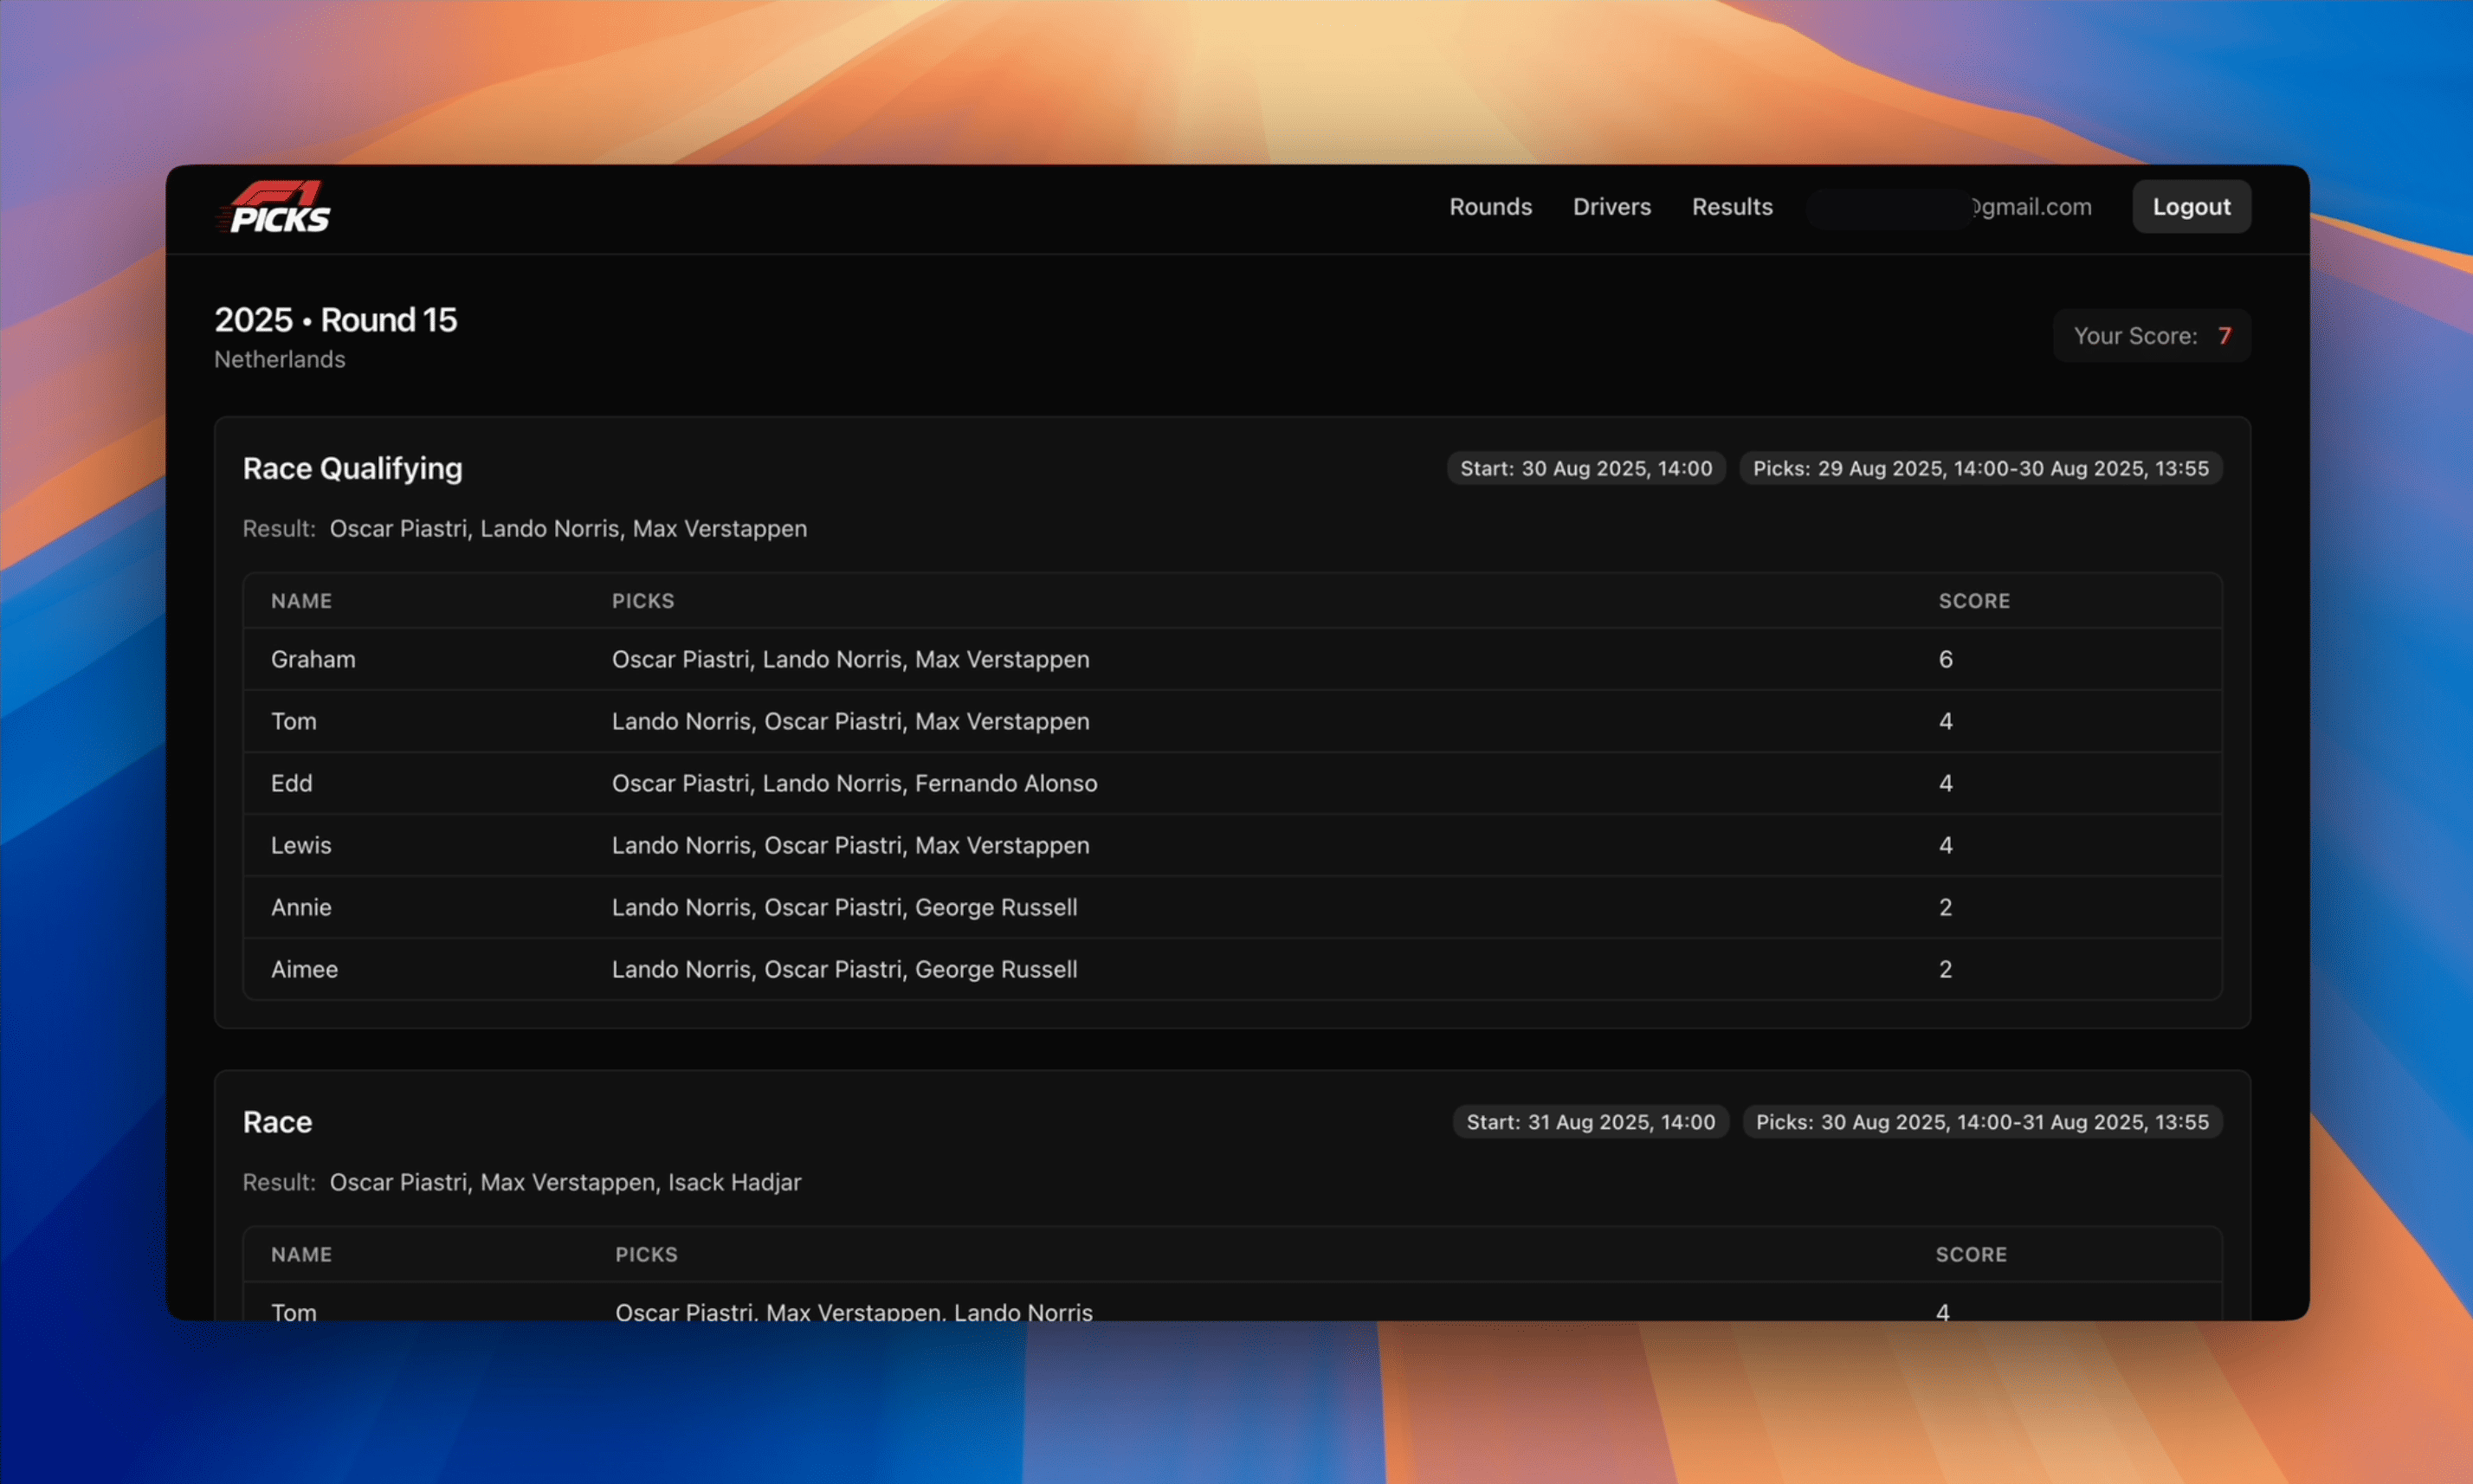 F1
PICKS
Rounds Drivers Results @gmail.com Logout
2025 • Round 15
Netherlands
Your Score: 7
Race Qualifying
Start: 30 Aug 2025, 14:00 Picks: 29 Aug 2025, 14:00-30 Aug 2025, 13:55
Result: Oscar Piastri, Lando Norris, Max Verstappen
NAME PICKS SCORE
Graham Oscar Piastri, Lando Norris, Max Verstappen 6
Tom Lando Norris, Oscar Piastri, Max Verstappen 4
Edd Oscar Piastri, Lando Norris, Fernando Alonso 4
Lewis Lando Norris, Oscar Piastri, Max Verstappen 4
Annie Lando Norris, Oscar Piastri, George Russell 2
Aimee Lando Norris, Oscar Piastri, George Russell 2
Race
Start: 31 Aug 2025, 14:00 Picks: 30 Aug 2025, 14:00-31 Aug 2025, 13:55
Result: Oscar Piastri, Max Verstappen, Isack Hadjar
NAME PICKS SCORE
Tom Oscar Piastri, Max Verstappen, Lando Norris 4